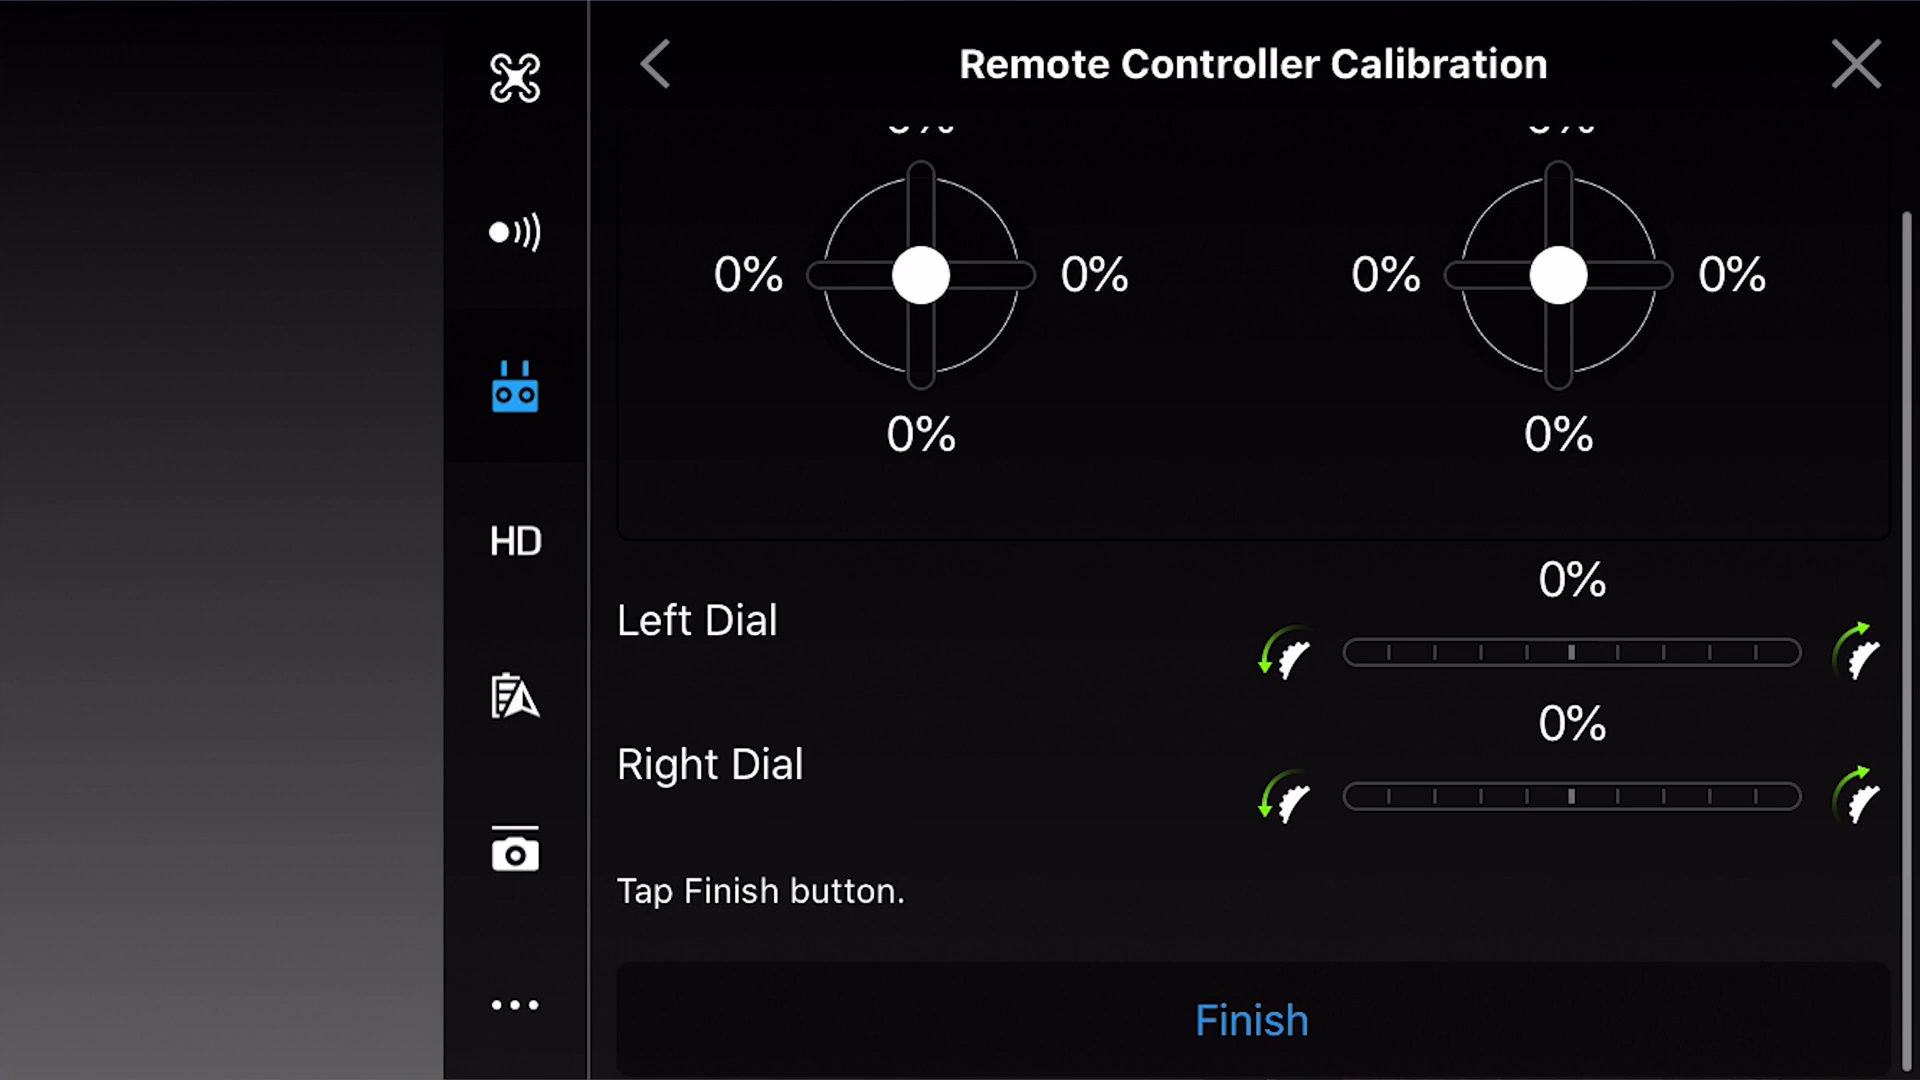 Remote Controller Calibration
0% 0% 0% 0%
0% 0%
HD
0%
Left Dial
0%
Right Dial
Tap Finish button.
Finish